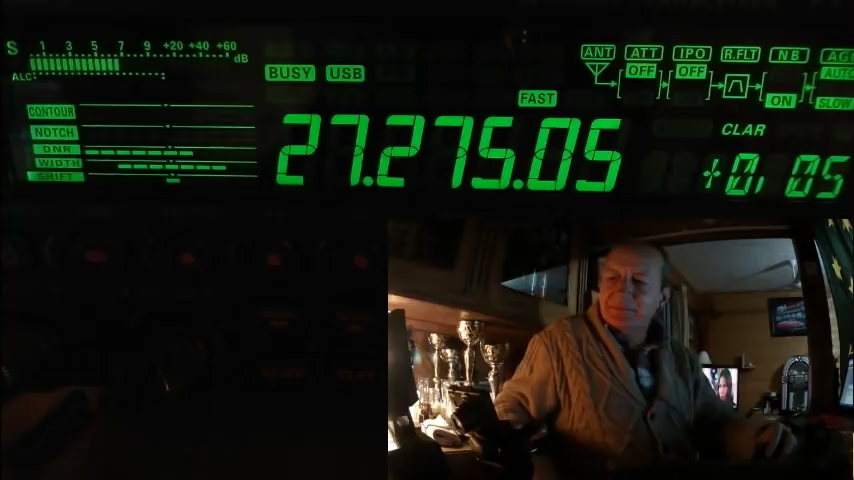 S 1 3 5 7 9 +20 +40 +60 dB
ALC
BUSY USB
ANT ATT IPO R.FLT NB AGC
OFF OFF AUTO
ON SLOW
FAST
CONTOUR
NOTCH
DNR
WIDTH
SHIFT
27.275.05
CLAR
+0. 05